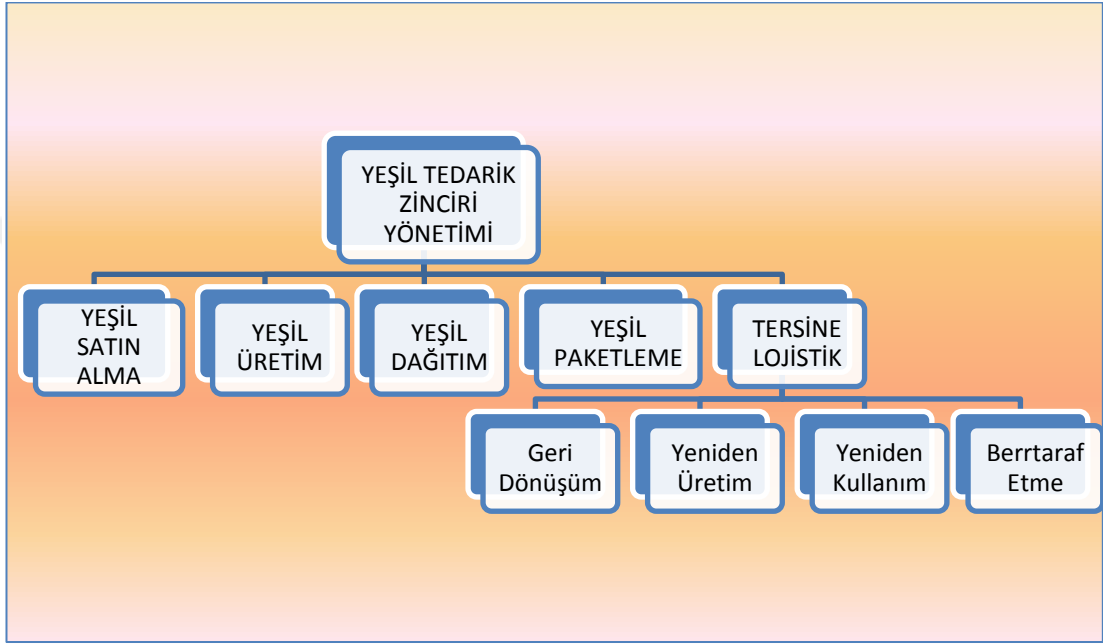 YEŞİL TEDARİK
ZİNCİRİ
YÖNETİMİ
YEŞİL
SATIN
ALMA
YEŞİL
ÜRETİM
YEŞİL
DAĞITIM
YEŞİL
PAKETLEME
TERSİNE
LOJİSTİK
Geri
Dönüşüm
Yeniden
Üretim
Yeniden
Kullanım
Berrtaraf
Etme